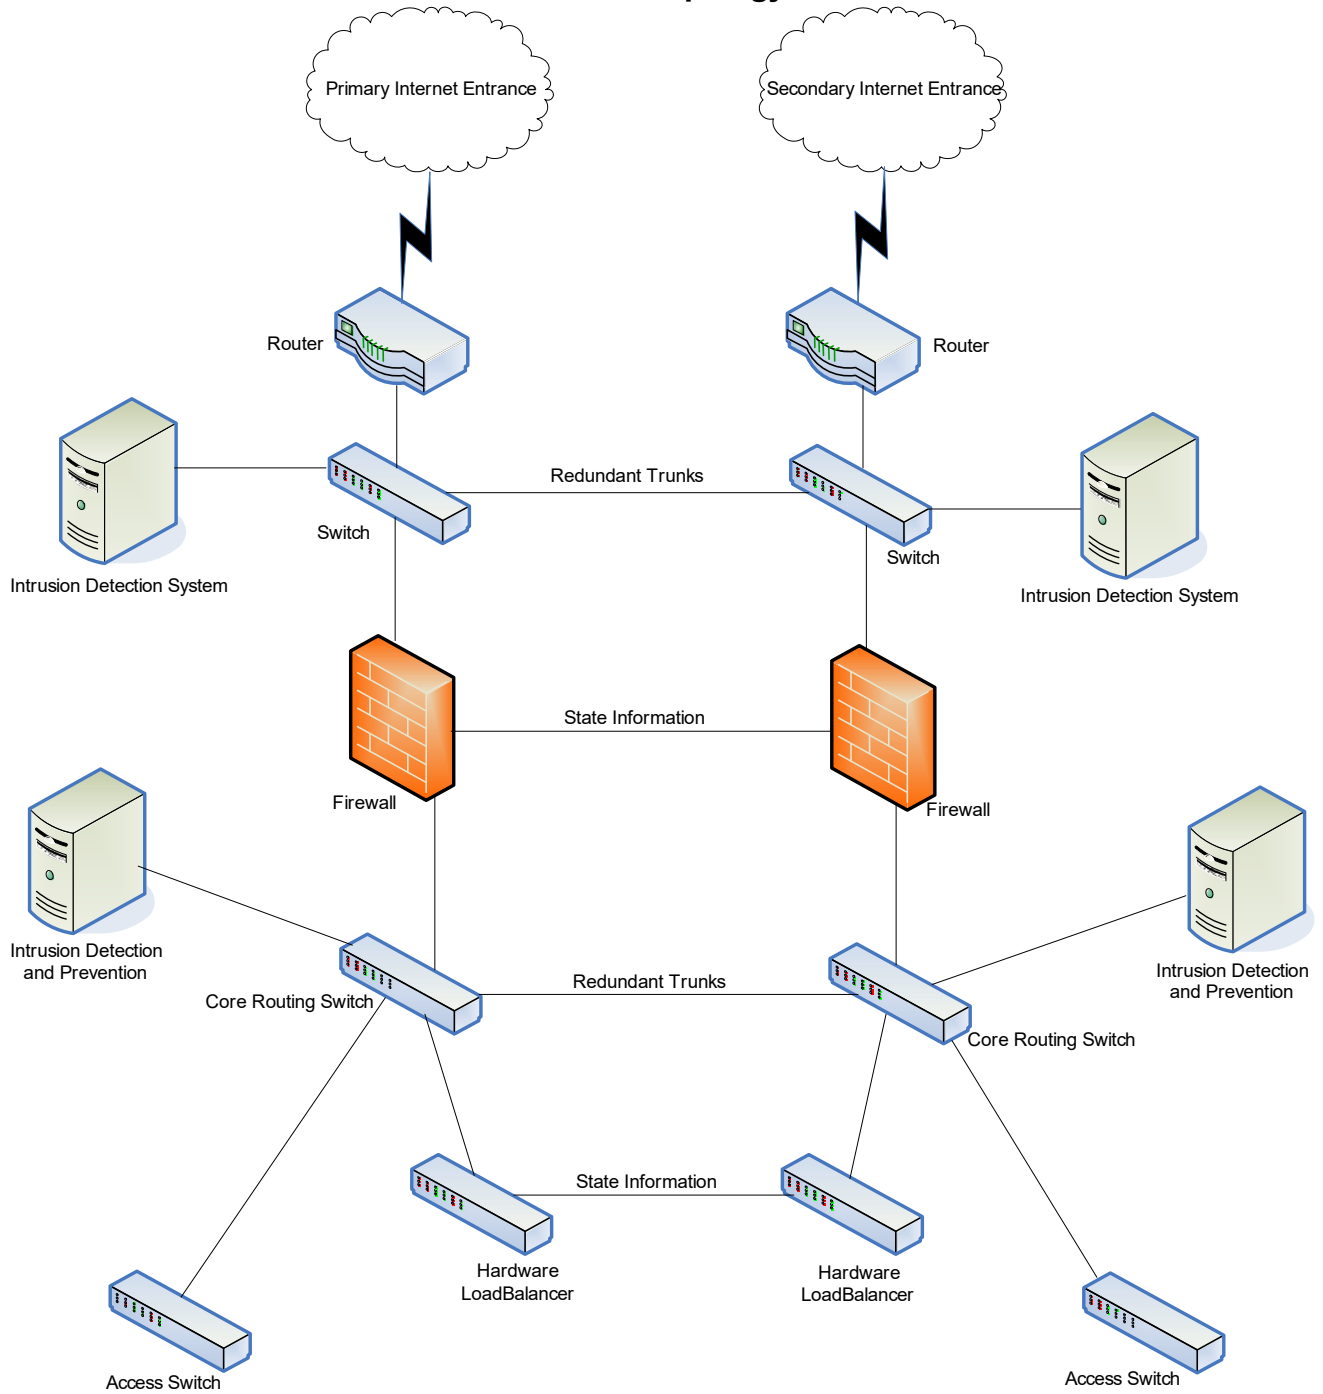 Primary Internet Entrance
Secondary Internet Entrance
Router
Router
Redundant Trunks
Switch
Switch
Intrusion Detection System
Intrusion Detection System
State Information
Firewall
Firewall
Intrusion Detection
and Prevention
Intrusion Detection
and Prevention
Redundant Trunks
Core Routing Switch
Core Routing Switch
State Information
Hardware
LoadBalancer
Hardware
LoadBalancer
Access Switch
Access Switch